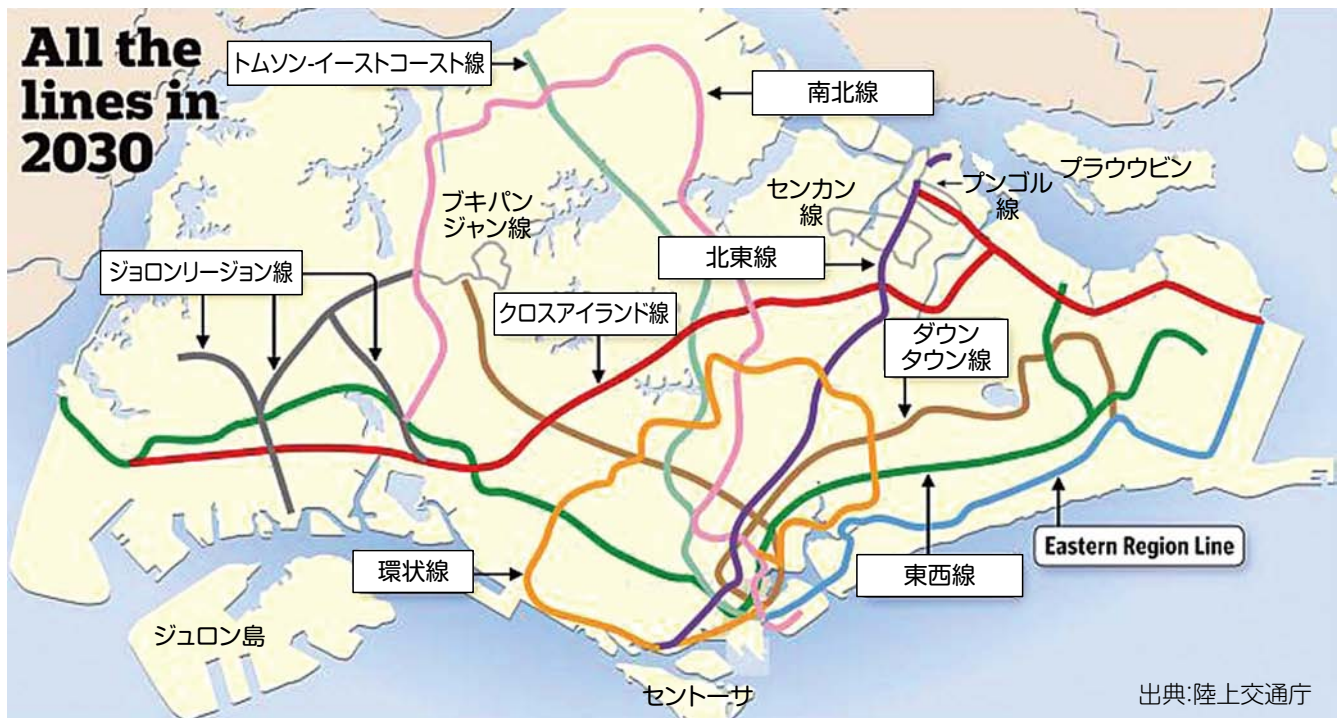 All the
lines in
2030
トムソン-イーストコースト線
南北線
プラウウビン
ブキパン
ジャン線
センカン
線
プンゴル
線
北東線
ジョロンリージョン線
クロスアイランド線
ダウン
タウン線
Eastern Region Line
環状線
東西線
ジュロン島
セントーサ
出典:陸上交通庁